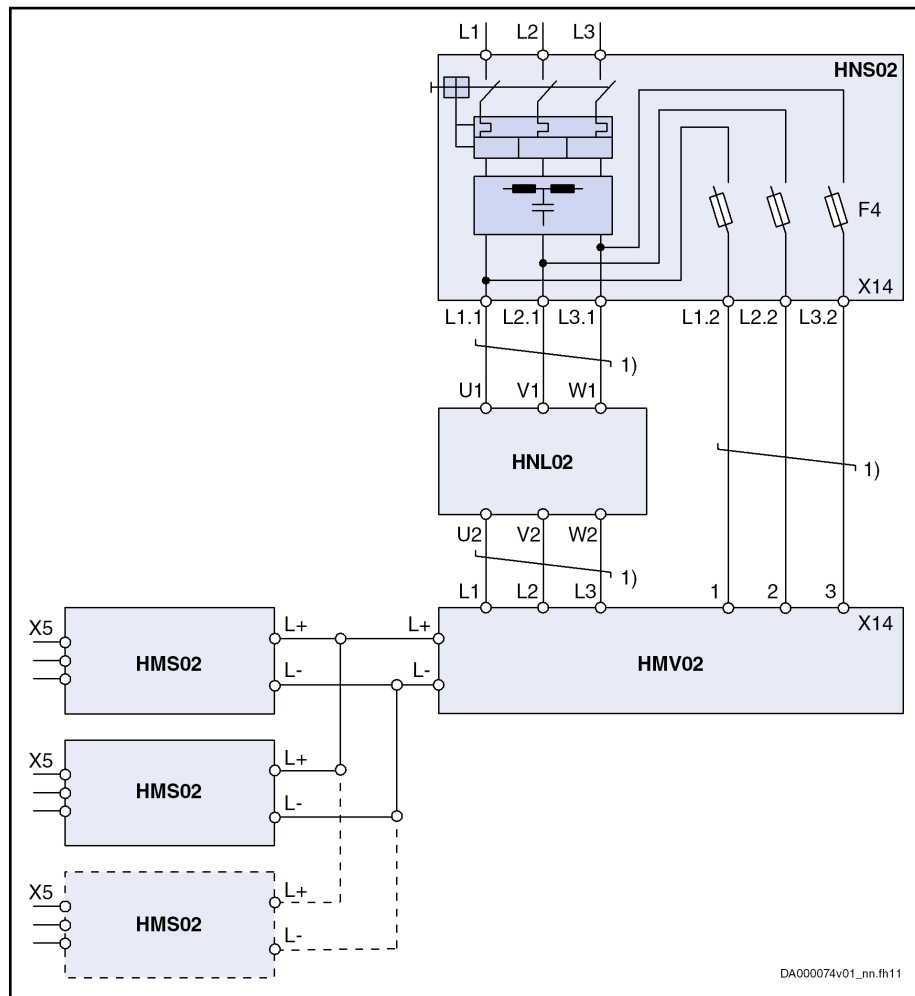 L1 L2 L3
HNS02
F4
X14
L1.1 L2.1 L3.1 L1.2 L2.2 L3.2
1)
U1 V1 W1
HNL02
1)
U2 V2 W2
1)
L1 L2 L3 1 2 3
X14
X5 L+ L+
HMS02 HMV02
L- L-
X5 L+
HMS02
L-
X5 L+
HMS02
L-
DA000074v01_nn.fh11